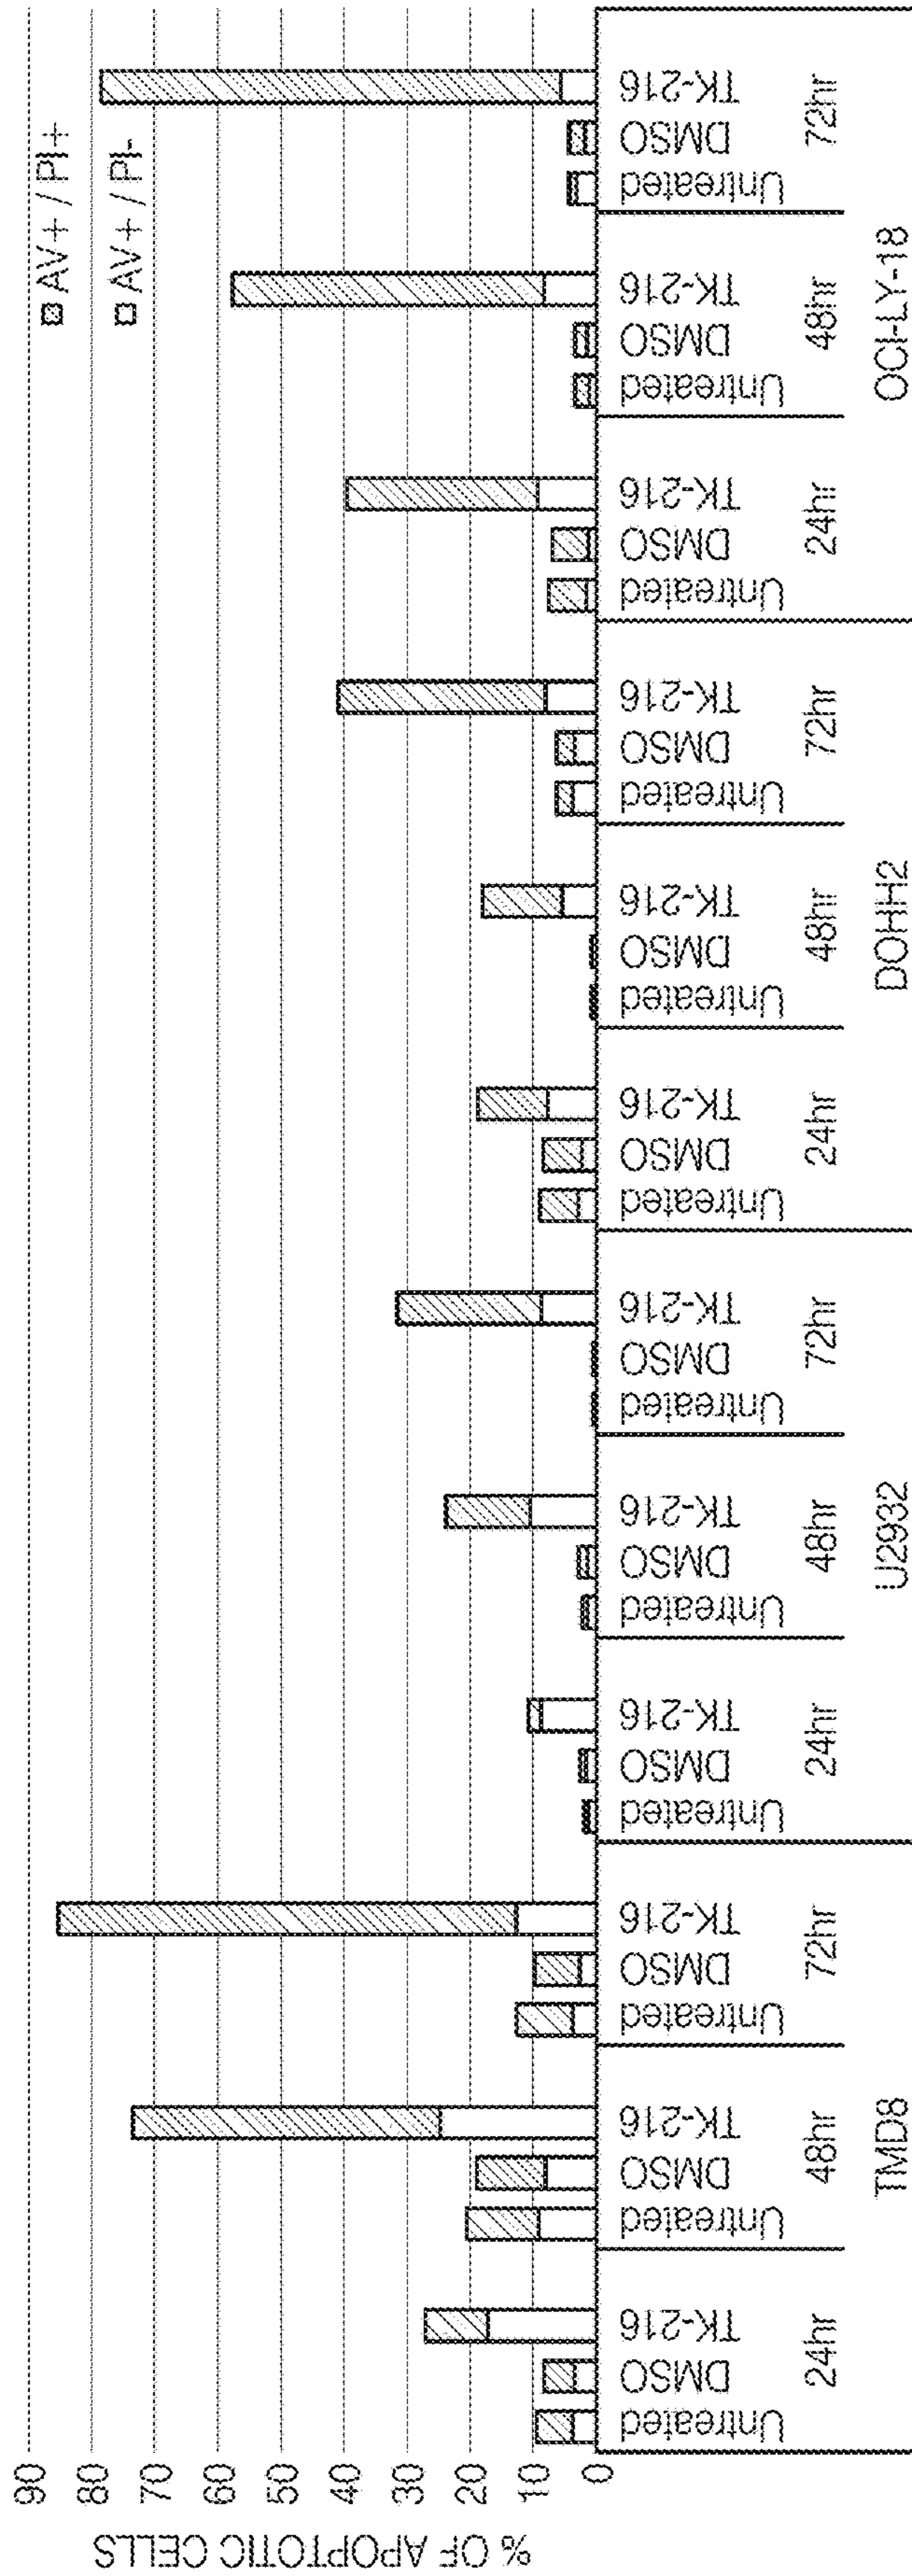 % OF APOPTOTIC CELLS
90
80
70
60
50
40
30
20
10
0
AV+ / PI+
AV+ / PI-
Untreated DMSO TK-216 Untreated DMSO TK-216 Untreated DMSO TK-216 Untreated DMSO TK-216 Untreated DMSO TK-216 Untreated DMSO TK-216 Untreated DMSO TK-216 Untreated DMSO TK-216 Untreated DMSO TK-216 Untreated DMSO TK-216 Untreated DMSO TK-216 Untreated DMSO TK-216
24hr 48hr 72hr 24hr 48hr 72hr 24hr 48hr 72hr 24hr 48hr 72hr
TMD8 U2932 DOHH2 OCI-LY-18